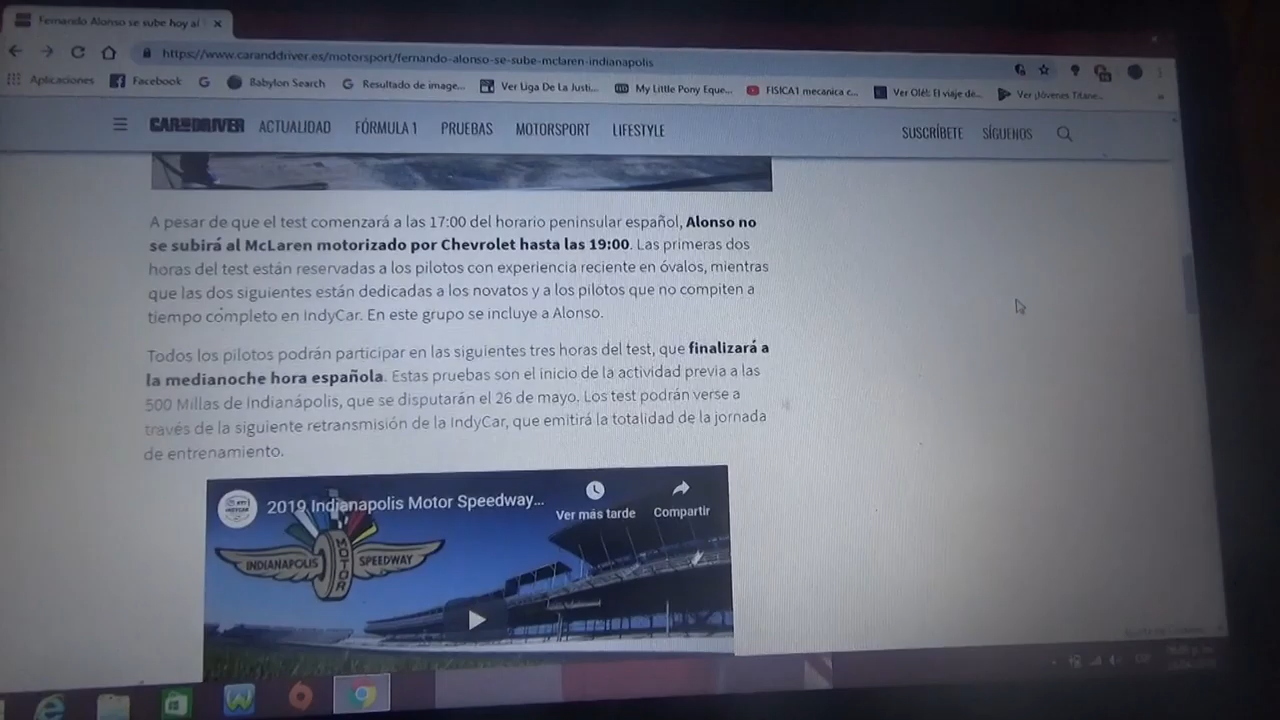 Fernando Alonso se sube hoy al
https://www.caranddriver.es/motorsport/fernando-alonso-se-sube-mclaren-indianapolis
Aplicaciones Facebook Babylon Search Resultado de image... Ver Liga De La Justi... My Little Pony Eque... FISICA1 mecanica c... Ver Olé!: El viaje de... Ver ¡Jóvenes Titane...
CAR AND DRIVER ACTUALIDAD FÓRMULA 1 PRUEBAS MOTORSPORT LIFESTYLE SUSCRÍBETE SÍGUENOS
A pesar de que el test comenzará a las 17:00 del horario peninsular español, Alonso no
se subirá al McLaren motorizado por Chevrolet hasta las 19:00. Las primeras dos
horas del test están reservadas a los pilotos con experiencia reciente en óvalos, mientras
que las dos siguientes están dedicadas a los novatos y a los pilotos que no compiten a
tiempo completo en IndyCar. En este grupo se incluye a Alonso.
Todos los pilotos podrán participar en las siguientes tres horas del test, que finalizará a
la medianoche hora española. Estas pruebas son el inicio de la actividad previa a las
500 Millas de Indianápolis, que se disputarán el 26 de mayo. Los test podrán verse a
través de la siguiente retransmisión de la IndyCar, que emitirá la totalidad de la jornada
de entrenamiento.
2019 Indianapolis Motor Speedway...
Ver más tarde Compartir
INDIANAPOLIS MOTOR SPEEDWAY